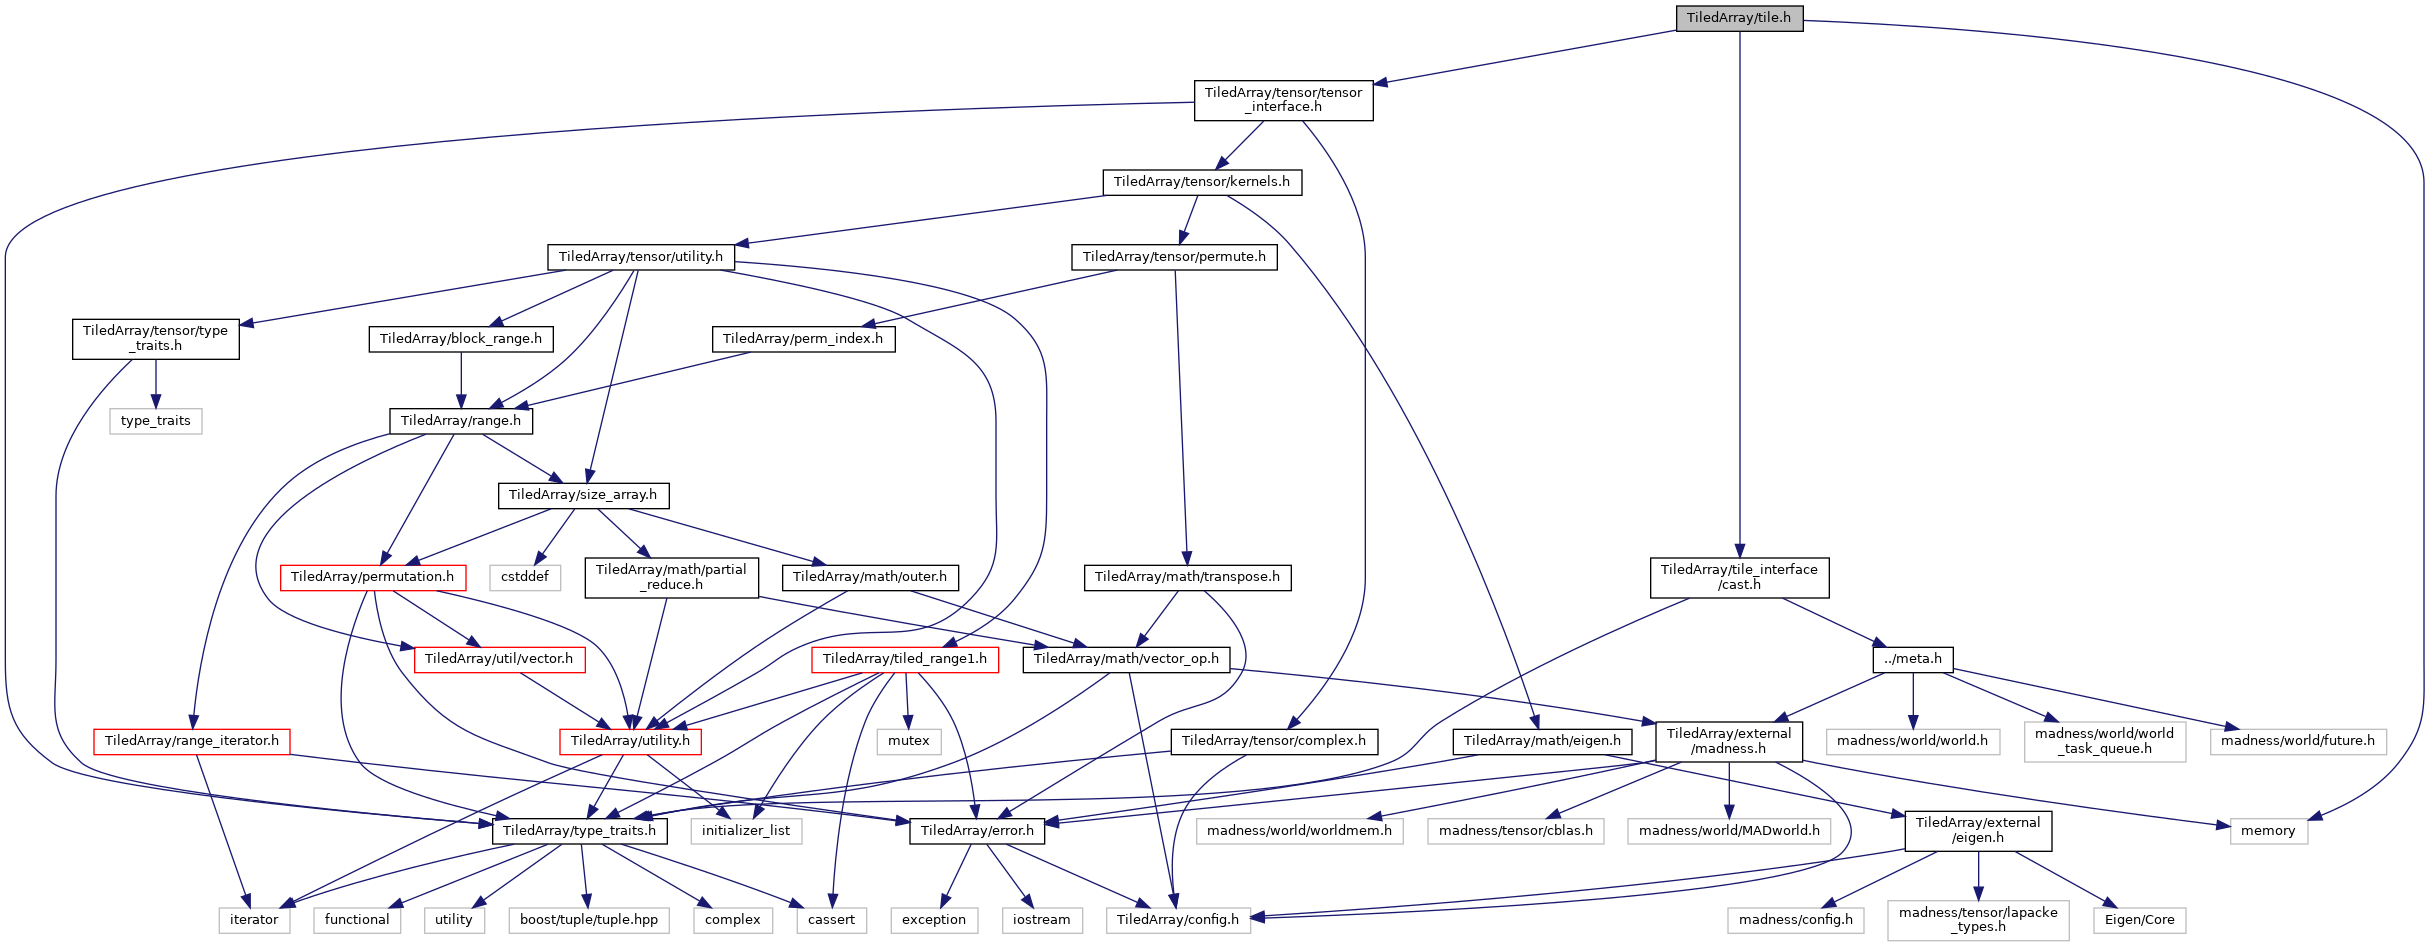 TiledArray/tile.h
TiledArray/tensor/tensor
_interface.h
TiledArray/tensor/kernels.h
TiledArray/tensor/utility.h
TiledArray/tensor/permute.h
TiledArray/tensor/type
_traits.h
TiledArray/block_range.h
TiledArray/perm_index.h
type_traits
TiledArray/range.h
TiledArray/size_array.h
TiledArray/permutation.h
cstddef
TiledArray/math/partial
_reduce.h
TiledArray/math/outer.h
TiledArray/math/transpose.h
TiledArray/tile_interface
/cast.h
TiledArray/util/vector.h
TiledArray/tiled_range1.h
TiledArray/math/vector_op.h
../meta.h
TiledArray/range_iterator.h
TiledArray/utility.h
mutex
TiledArray/tensor/complex.h
TiledArray/math/eigen.h
TiledArray/external
/madness.h
madness/world/world.h
madness/world/world
_task_queue.h
madness/world/future.h
TiledArray/type_traits.h
initializer_list
TiledArray/error.h
madness/world/worldmem.h
madness/tensor/cblas.h
madness/world/MADworld.h
TiledArray/external
/eigen.h
memory
iterator
functional
utility
boost/tuple/tuple.hpp
complex
cassert
exception
iostream
TiledArray/config.h
madness/config.h
madness/tensor/lapacke
_types.h
Eigen/Core